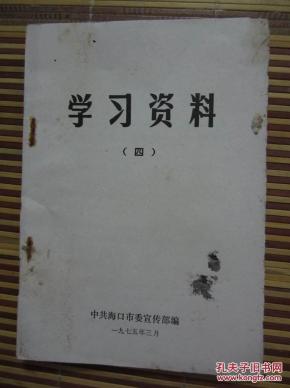 学习资料
（四）
中共海口市委宣传部编
一九七五年三月
孔夫子旧书网